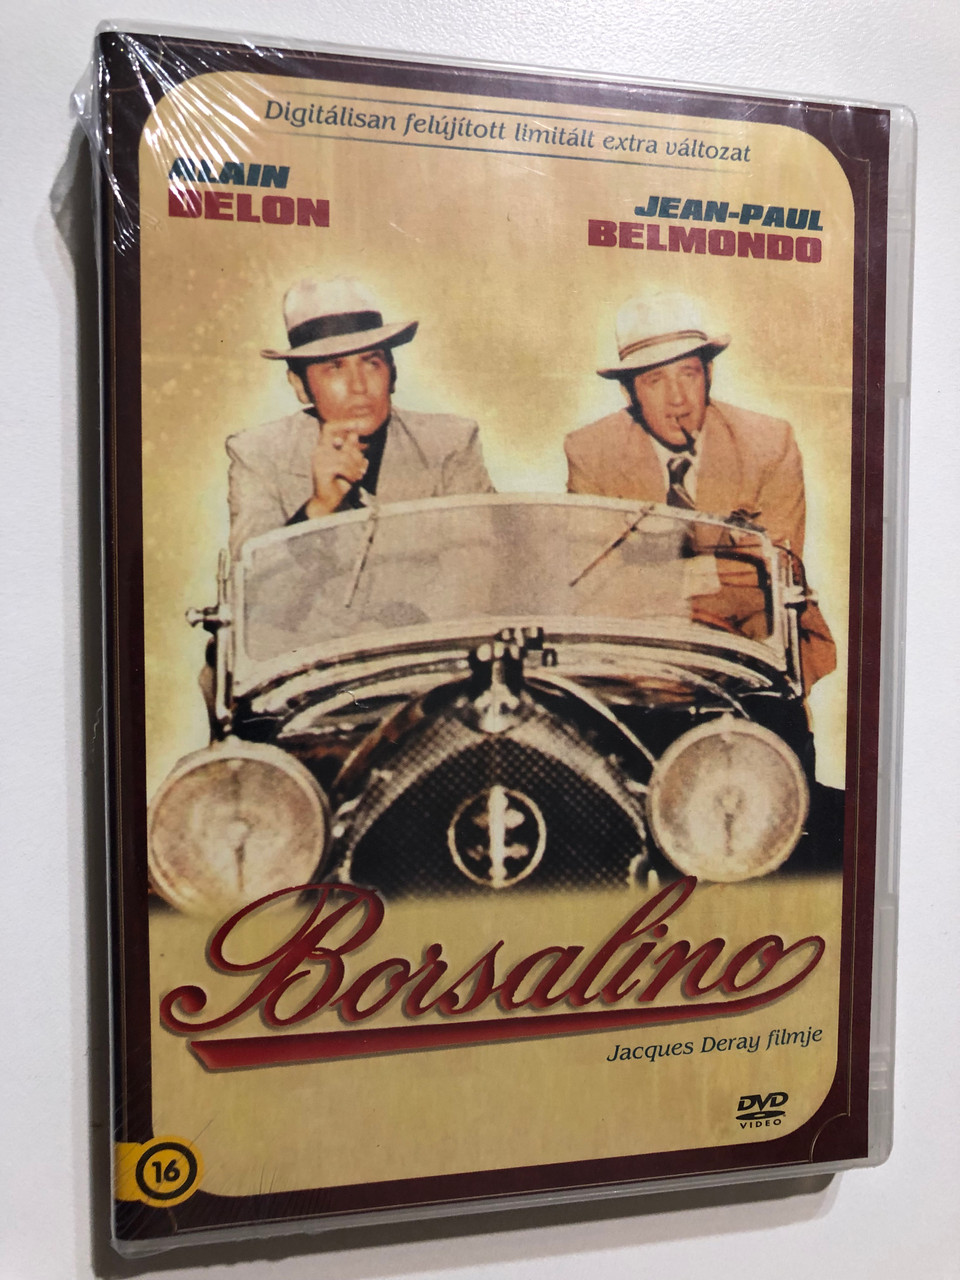 Digitálisan felújított limitált extra változat
ALAIN
DELON
JEAN-PAUL
BELMONDO
Borsalino
Jacques Deray filmje
DVD
VIDEO
16